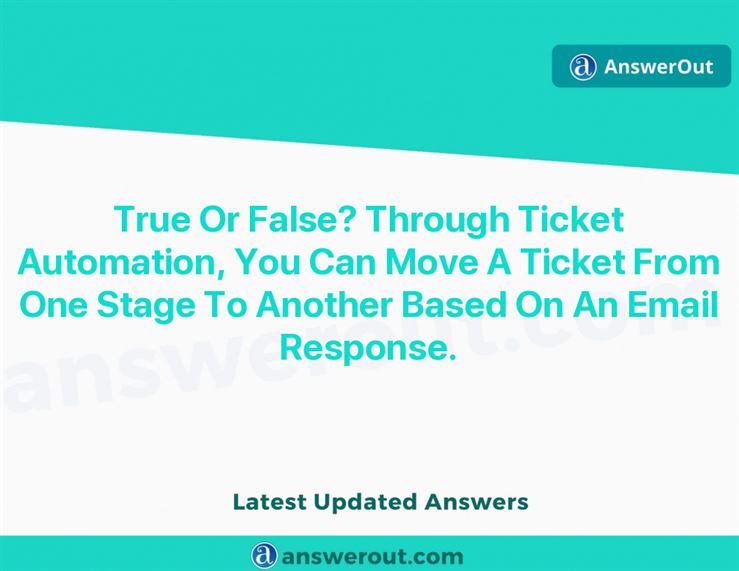 AnswerOut
True Or False? Through Ticket
Automation, You Can Move A Ticket From
One Stage To Another Based On An Email
Response.
answerout.com
Latest Updated Answers
answerout.com